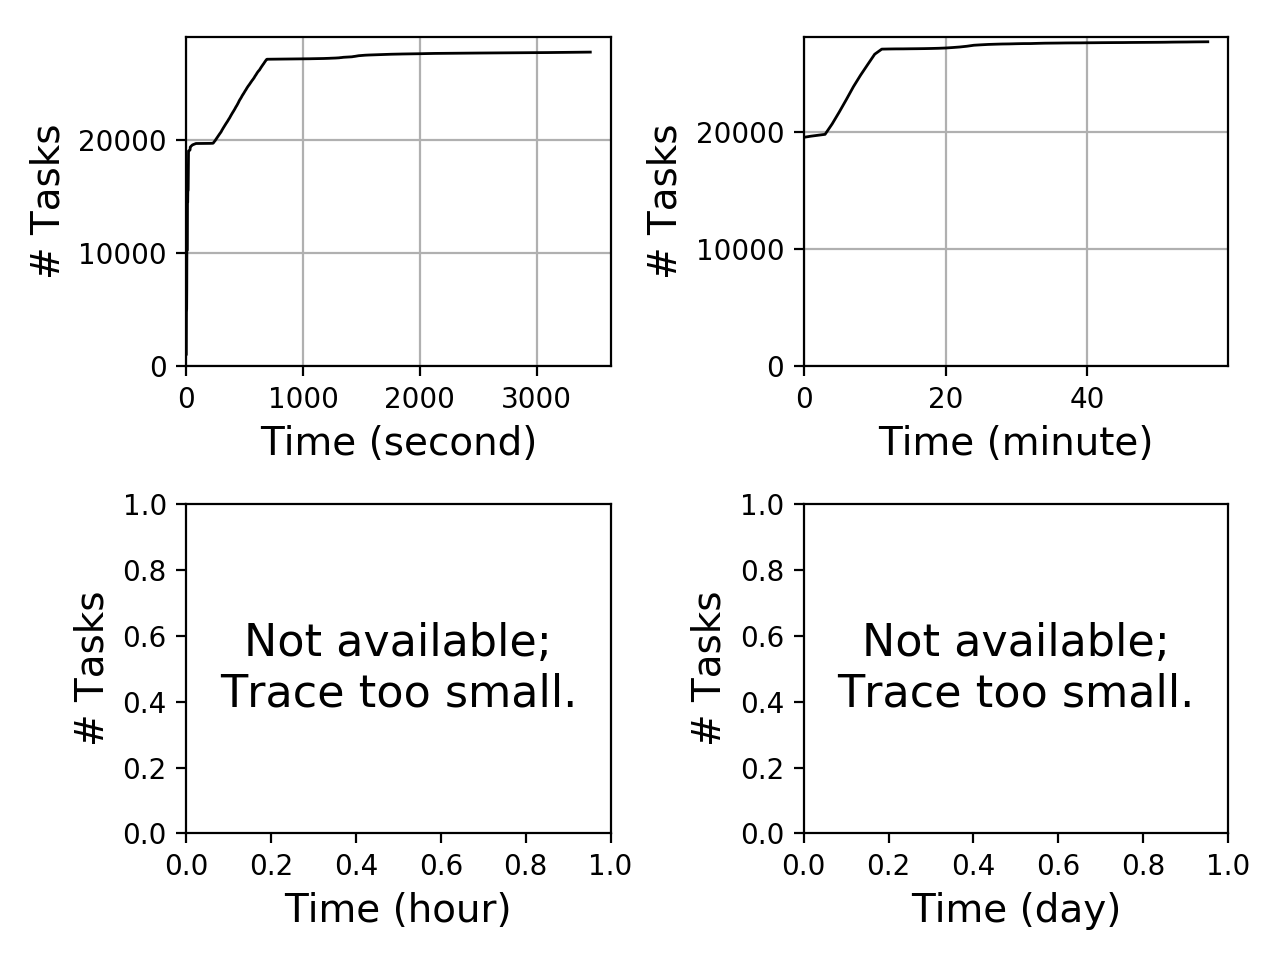 # Tasks
20000
10000
0
0 1000 2000 3000
Time (second)
# Tasks
20000
10000
0
0 20 40
Time (minute)
# Tasks
1.0
0.8
0.6
0.4
0.2
0.0
Not available;
Trace too small.
0.0 0.2 0.4 0.6 0.8 1.0
Time (hour)
# Tasks
1.0
0.8
0.6
0.4
0.2
0.0
Not available;
Trace too small.
0.0 0.2 0.4 0.6 0.8 1.0
Time (day)